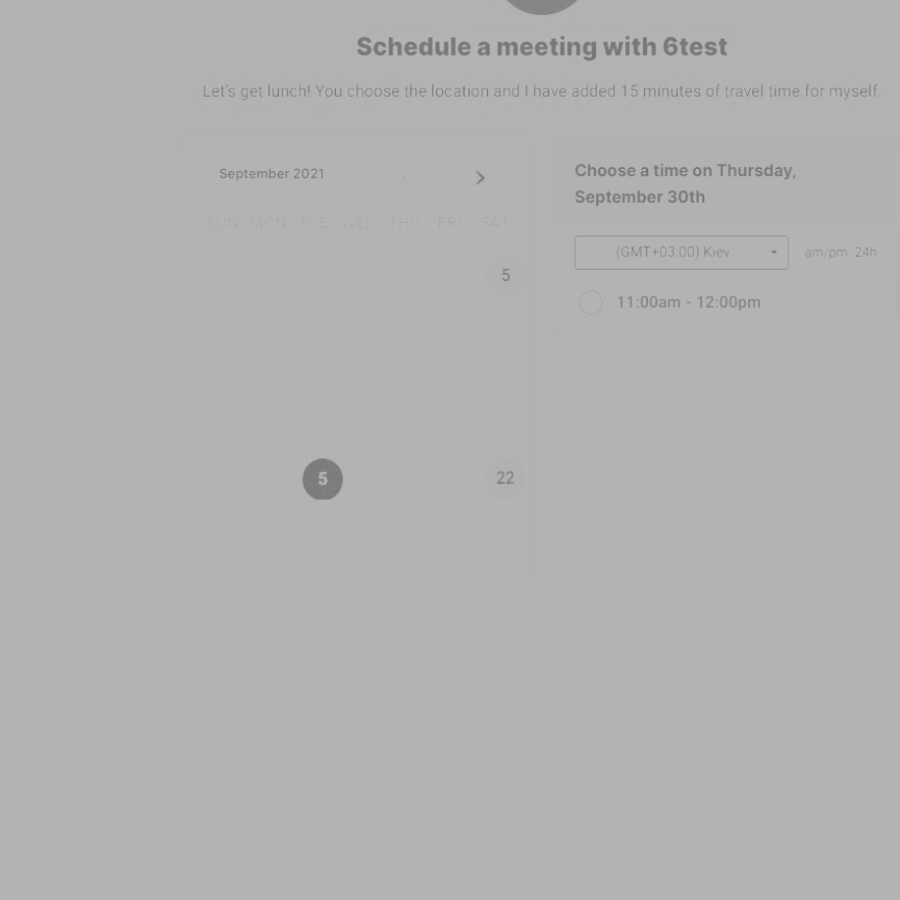 Schedule a meeting with 6test
Let's get lunch! You choose the location and I have added 15 minutes of travel time for myself.
September 2021
SUN MON TUE WED THU FRI SAT
5
5 22
Choose a time on Thursday,
September 30th
(GMT+03:00) Kiev am/pm 24h
11:00am - 12:00pm